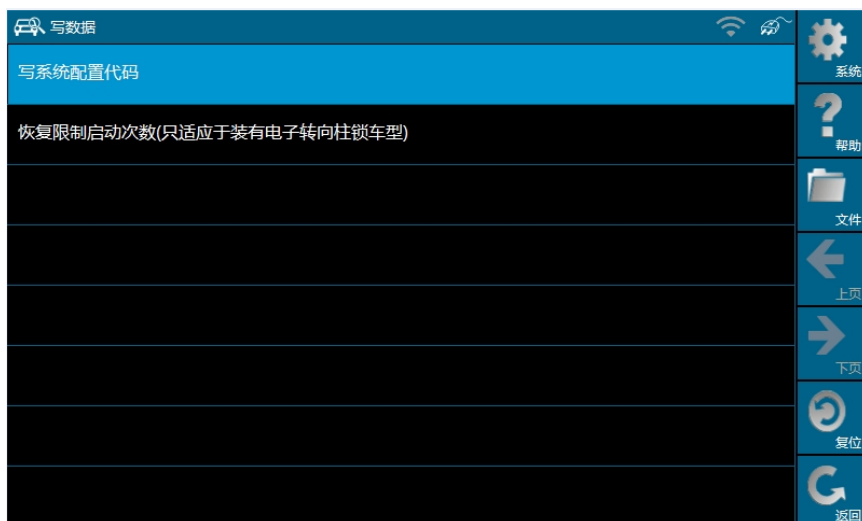 写数据
写系统配置代码
恢复限制启动次数(只适应于装有电子转向柱锁车型)
系统
帮助
文件
上页
下页
复位
返回